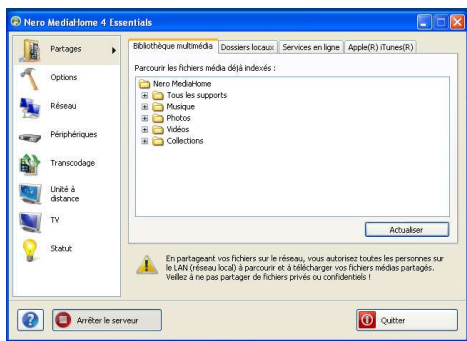 Nero MediaHome 4 Essentials
Partages
Options
Réseau
Périphériques
Transcodage
Unité à
distance
TV
Statut
Bibliothèque multimédia
Dossiers locaux
Services en ligne
Apple(R) iTunes(R)
Parcourir les fichiers média déjà indexés :
Nero MediaHome
Tous les supports
Musique
Photos
Vidéos
Collections
Actualiser
En partageant vos fichiers sur le réseau, vous autorisez toutes les personnes sur
le LAN (réseau local) à parcourir et à télécharger vos fichiers médias partagés.
Veillez à ne pas partager de fichiers privés ou confidentiels !
Arrêter le serveur
Quitter